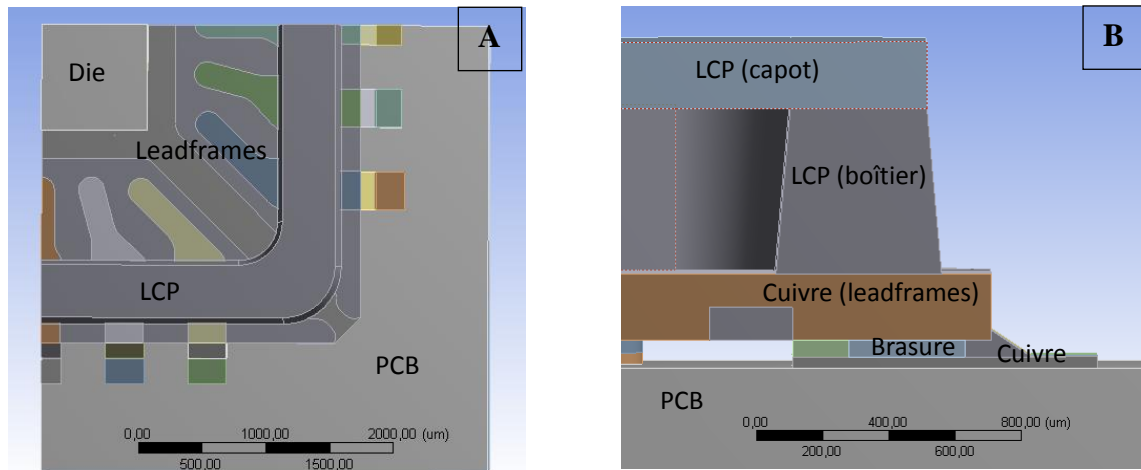 A
Die
Leadframes
LCP
PCB
0,00 1000,00 2000,00 (um)
500,00 1500,00
B
LCP (capot)
LCP (boîtier)
Cuivre (leadframes)
Brasure
Cuivre
PCB
0,00 400,00 800,00 (um)
200,00 600,00